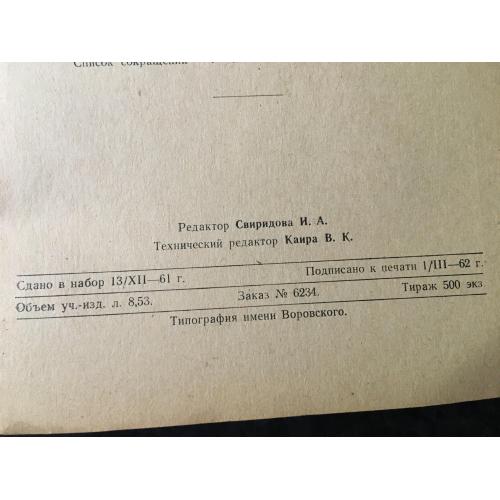 Список сокращений
Редактор Свиридова И. А.
Технический редактор Каира В. К.
Сдано в набор 13/XII—61 г. Подписано к печати 1/III—62 г.
Объем уч.-изд. л. 8,53. Заказ № 6234. Тираж 500 экз.
Типография имени Воровского.